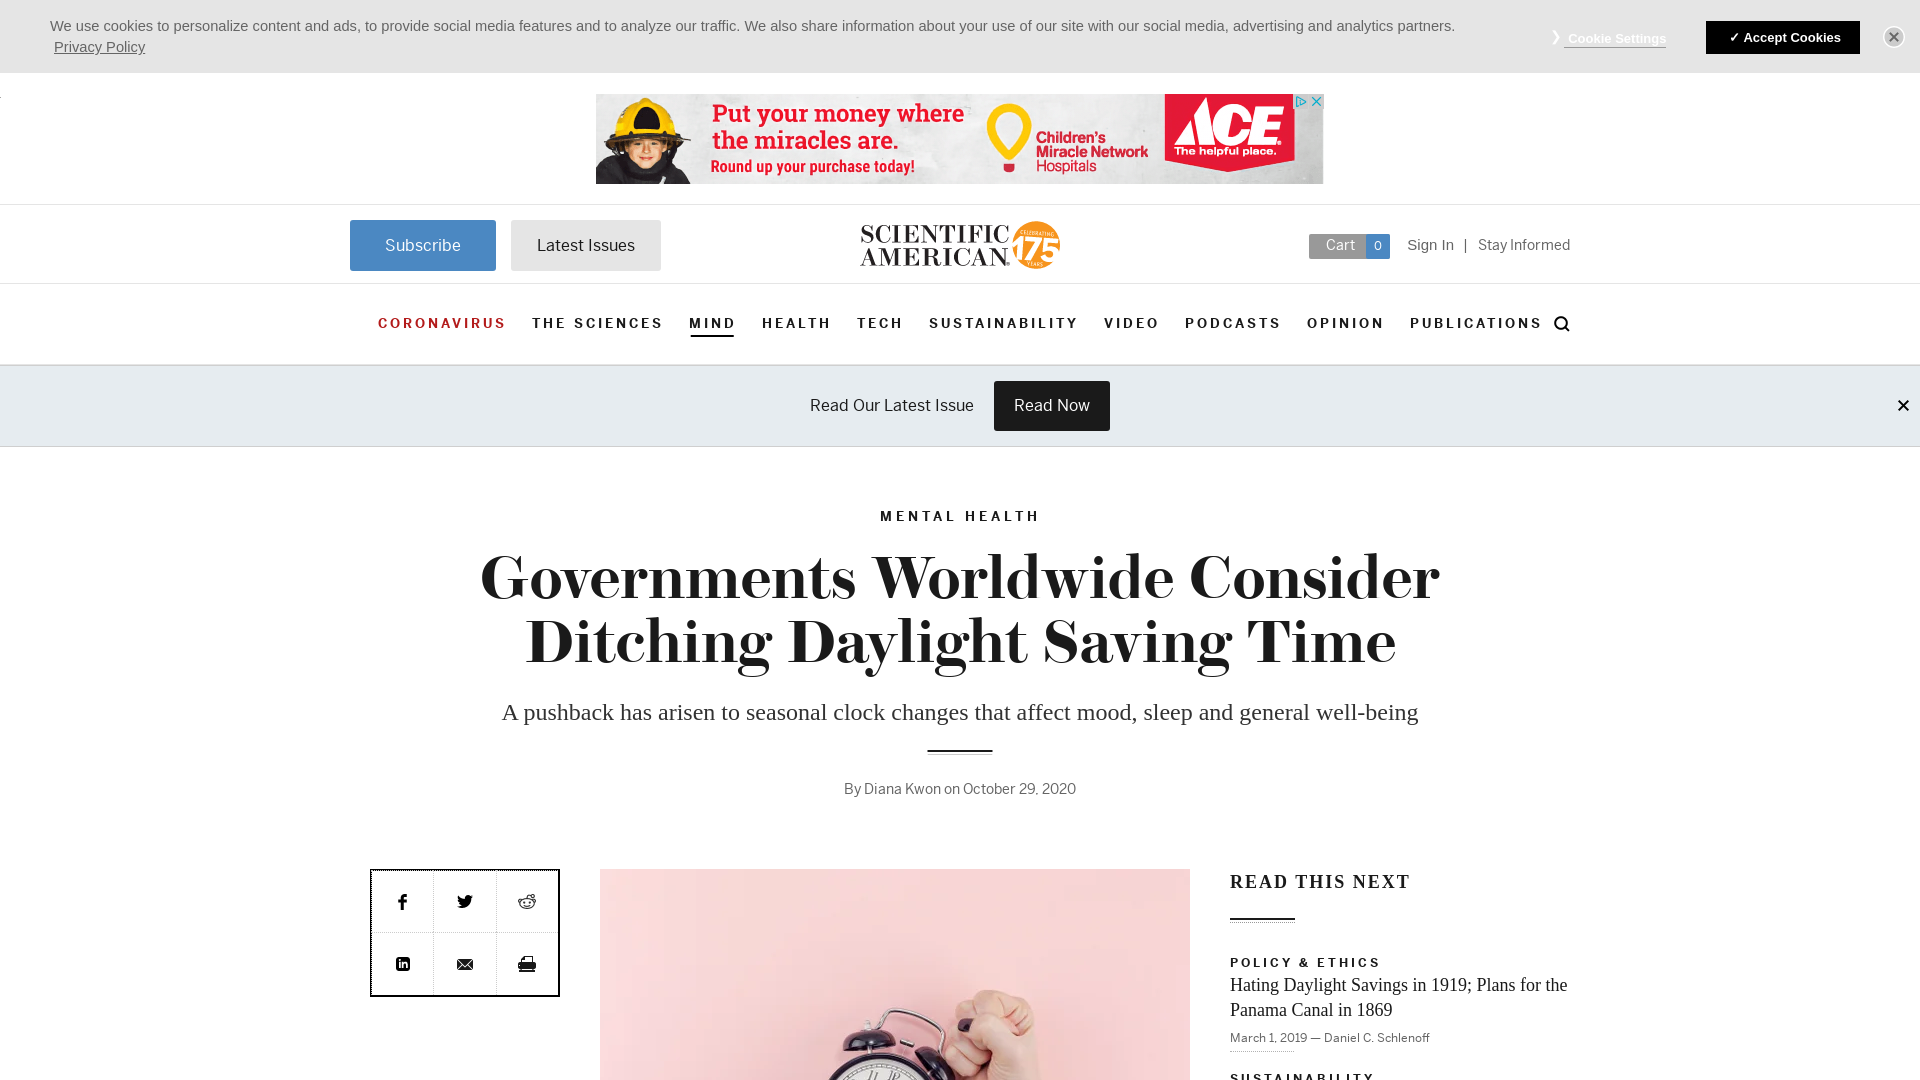 We use cookies to personalize content and ads, to provide social media features and to analyze our traffic. We also share information about your use of our site with our social media, advertising and analytics partners.
Privacy Policy
❯ Cookie Settings
✓ Accept Cookies
Put your money where
the miracles are.
Round up your purchase today!
Children's
Miracle Network
Hospitals
ACE
The helpful place.
Subscribe
Latest Issues
SCIENTIFIC
AMERICAN
CELEBRATING
175
YEARS
Cart 0
Sign In | Stay Informed
CORONAVIRUS THE SCIENCES MIND HEALTH TECH SUSTAINABILITY VIDEO PODCASTS OPINION PUBLICATIONS
Read Our Latest Issue Read Now
MENTAL HEALTH
Governments Worldwide Consider
Ditching Daylight Saving Time
A pushback has arisen to seasonal clock changes that affect mood, sleep and general well-being
By Diana Kwon on October 29, 2020
READ THIS NEXT
POLICY & ETHICS
Hating Daylight Savings in 1919; Plans for the
Panama Canal in 1869
March 1, 2019 — Daniel C. Schlenoff
SUSTAINABILITY